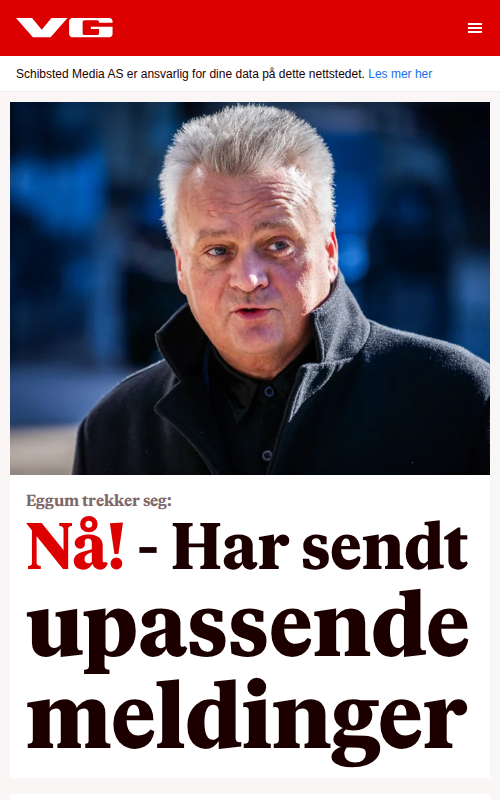 VG
Schibsted Media AS er ansvarlig for dine data på dette nettstedet. Les mer her
Eggum trekker seg:
Nå! - Har sendt
upassende
meldinger